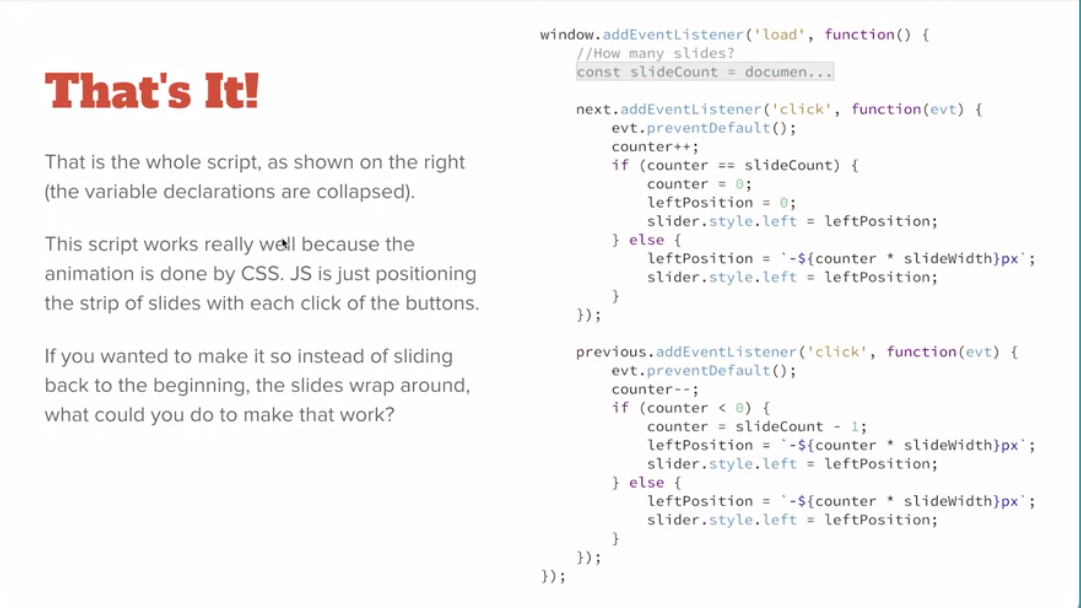 That's It!
That is the whole script, as shown on the right
(the variable declarations are collapsed).
This script works really well because the
animation is done by CSS. JS is just positioning
the strip of slides with each click of the buttons.
If you wanted to make it so instead of sliding
back to the beginning, the slides wrap around,
what could you do to make that work?
window.addEventListener('load', function() {
    //How many slides?
    const slideCount = documen...
    next.addEventListener('click', function(evt) {
        evt.preventDefault();
        counter++;
        if (counter == slideCount) {
            counter = 0;
            leftPosition = 0;
            slider.style.left = leftPosition;
        } else {
            leftPosition = `-${counter * slideWidth}px`;
            slider.style.left = leftPosition;
        }
    });
    previous.addEventListener('click', function(evt) {
        evt.preventDefault();
        counter--;
        if (counter < 0) {
            counter = slideCount - 1;
            leftPosition = `-${counter * slideWidth}px`;
            slider.style.left = leftPosition;
        } else {
            leftPosition = `-${counter * slideWidth}px`;
            slider.style.left = leftPosition;
        }
    });
});